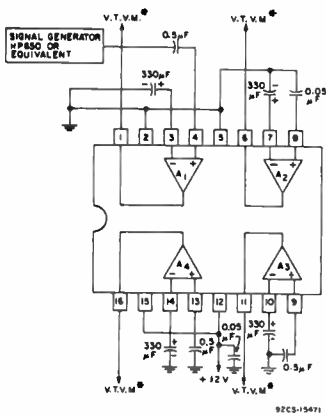 V.T.V.M.*
V.T.V.M*
SIGNAL GENERATOR
HP650 OR
EQUIVALENT
0.5µF
330µF +
330
µF
-
+
0.05
µF
1 2 3 4 5 6 7 8
- +
A1
- +
A2
A4
- +
A3
- +
16 15 14 13 12 11 10 9
330
µF
+
-
0.5
µF
0.05
µF
+12V
330
µF
+
-
0.5µF
V.T.V.M*
V.T.V.M*
92CS-15471